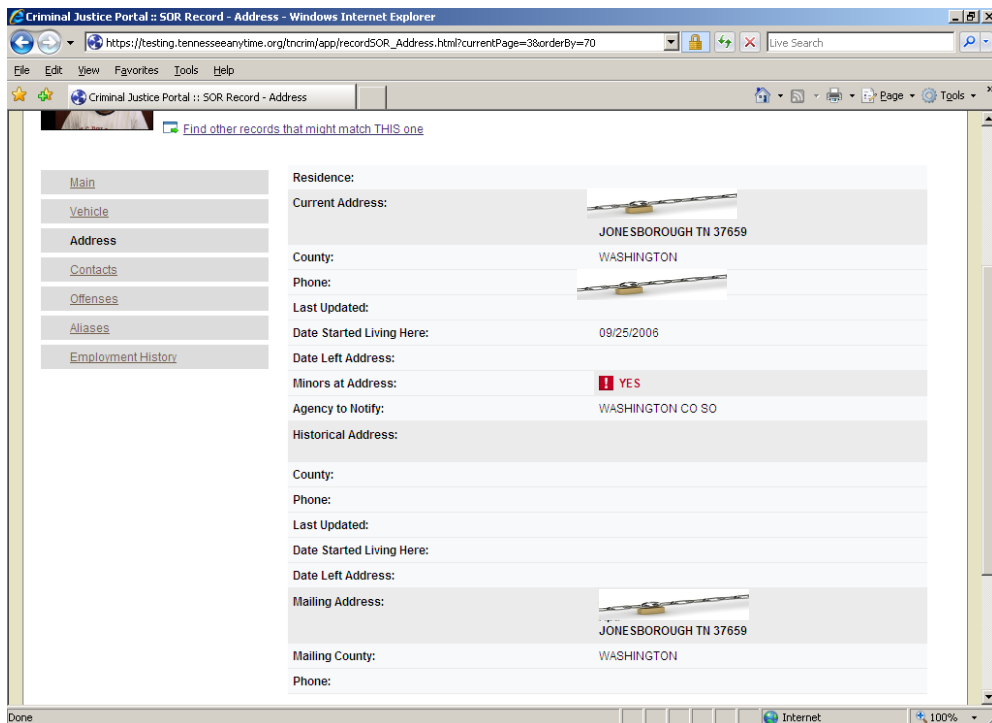 Criminal Justice Portal :: SOR Record - Address - Windows Internet Explorer
https://testing.tennesseeanytime.org/tncrim/app/recordSOR_Address.html?currentPage=3&orderBy=70
Live Search
File Edit View Favorites Tools Help
Criminal Justice Portal :: SOR Record - Address
Page Tools
Find other records that might match THIS one
Main
Vehicle
Address
Contacts
Offenses
Aliases
Employment History
Residence:
Current Address:
JONESBOROUGH TN 37659
County: WASHINGTON
Phone:
Last Updated:
Date Started Living Here: 09/25/2006
Date Left Address:
Minors at Address: ! YES
Agency to Notify: WASHINGTON CO SO
Historical Address:
County:
Phone:
Last Updated:
Date Started Living Here:
Date Left Address:
Mailing Address:
JONESBOROUGH TN 37659
Mailing County: WASHINGTON
Phone:
Done Internet 100%